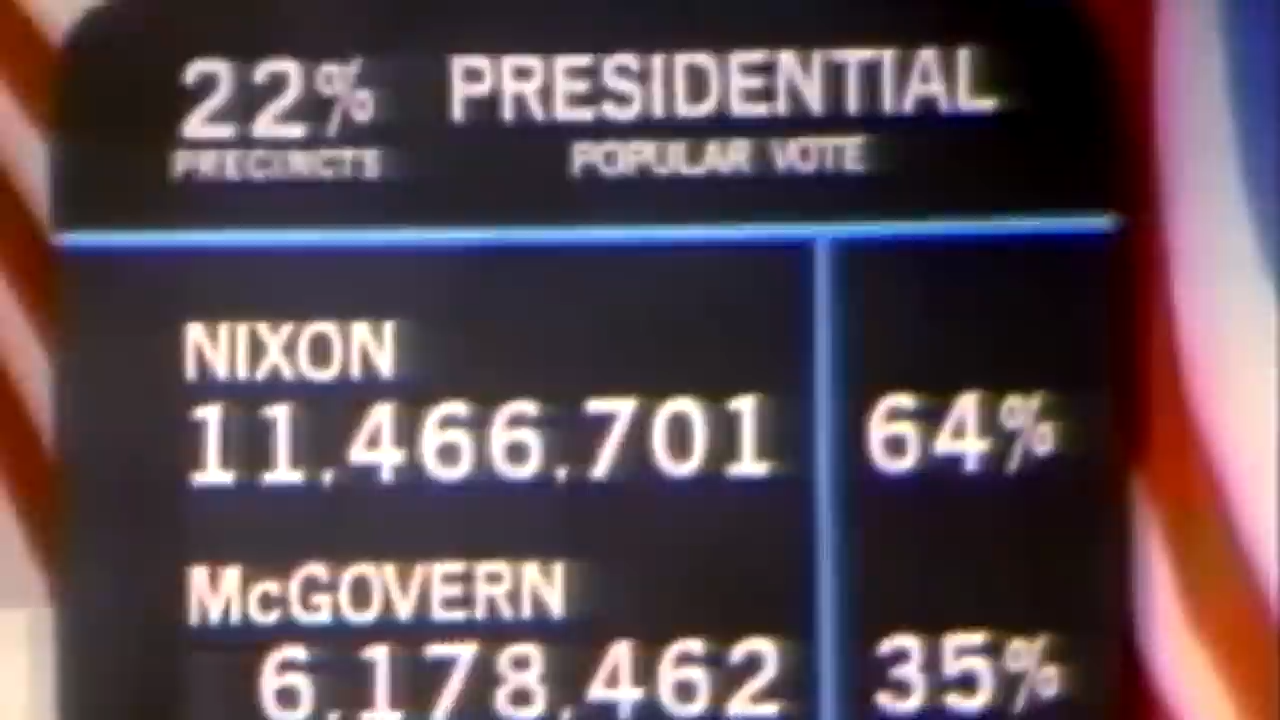 22% PRESIDENTIAL
PRECINCTS POPULAR VOTE
NIXON
11,466,701 64%
McGOVERN
6,178,462 35%